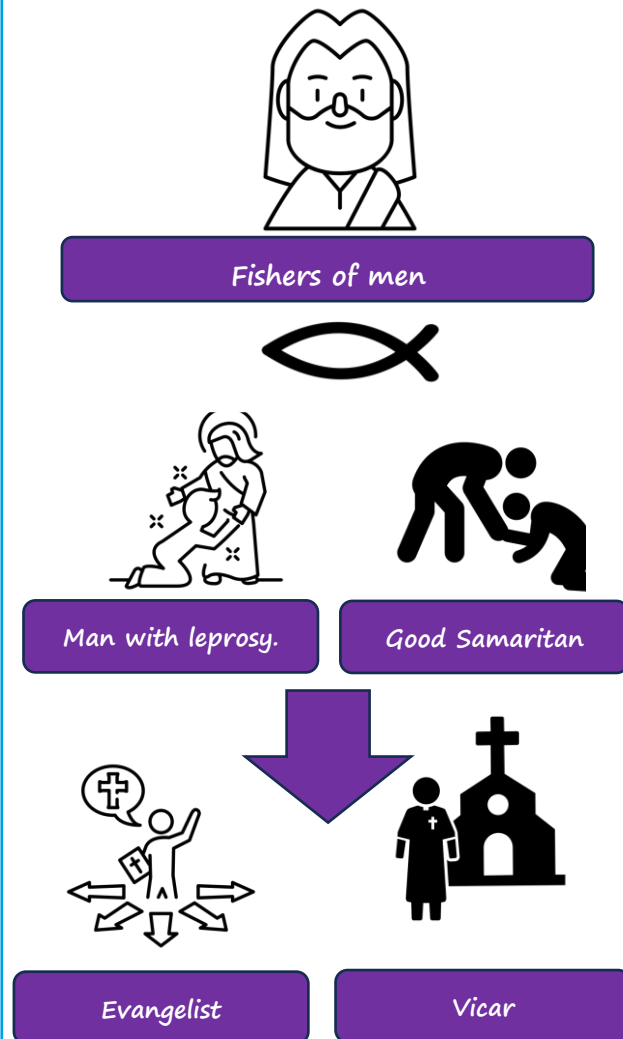 Fishers of men
Man with leprosy.
Good Samaritan
Evangelist
Vicar